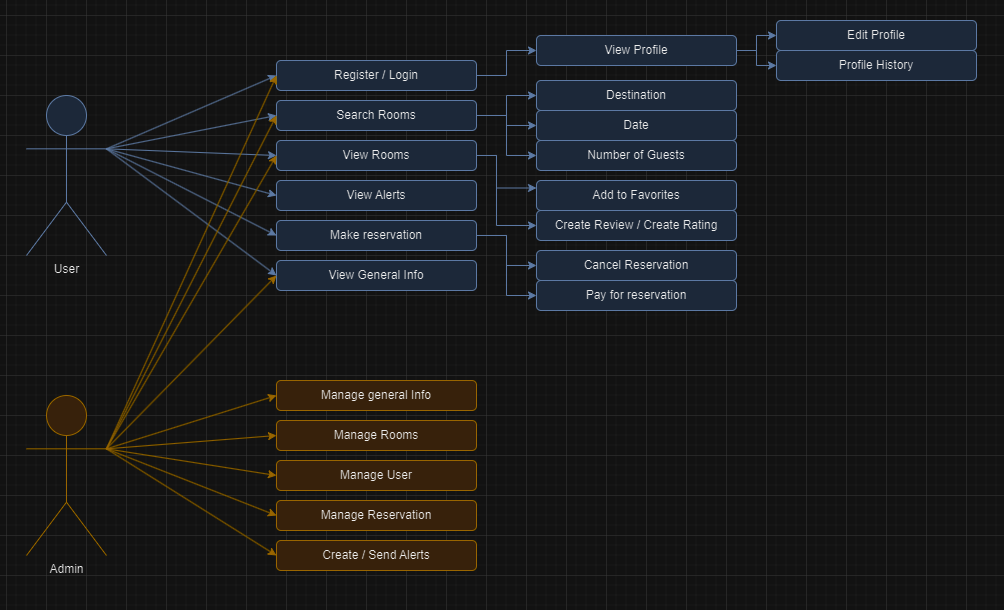 Edit Profile
View Profile
Profile History
Register / Login
Destination
Search Rooms
Date
View Rooms
Number of Guests
View Alerts
Add to Favorites
Make reservation
Create Review / Create Rating
View General Info
Cancel Reservation
Pay for reservation
User
Manage general Info
Manage Rooms
Manage User
Manage Reservation
Create / Send Alerts
Admin